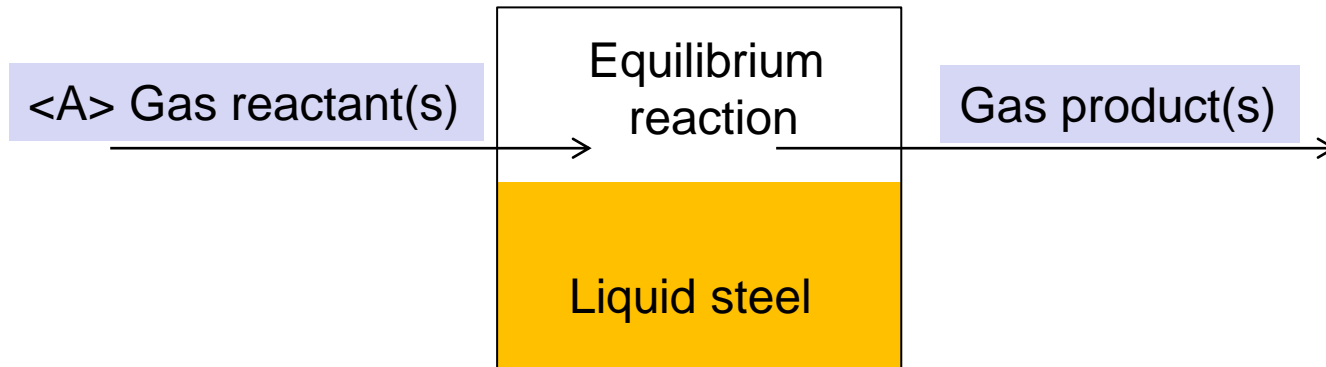 <A> Gas reactant(s)
Equilibrium
reaction
Gas product(s)
Liquid steel